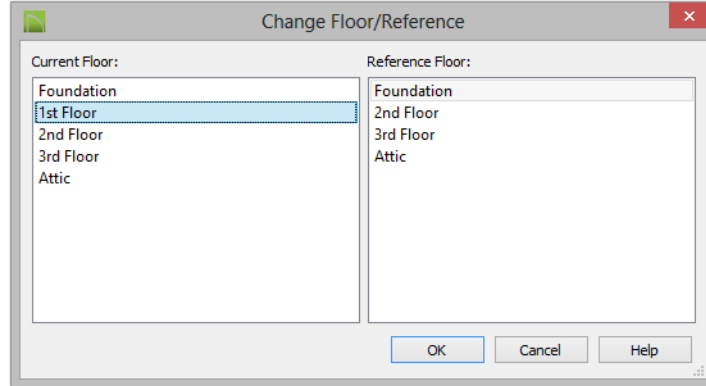 Change Floor/Reference
Current Floor:
Foundation
1st Floor
2nd Floor
3rd Floor
Attic
Reference Floor:
Foundation
2nd Floor
3rd Floor
Attic
OK
Cancel
Help